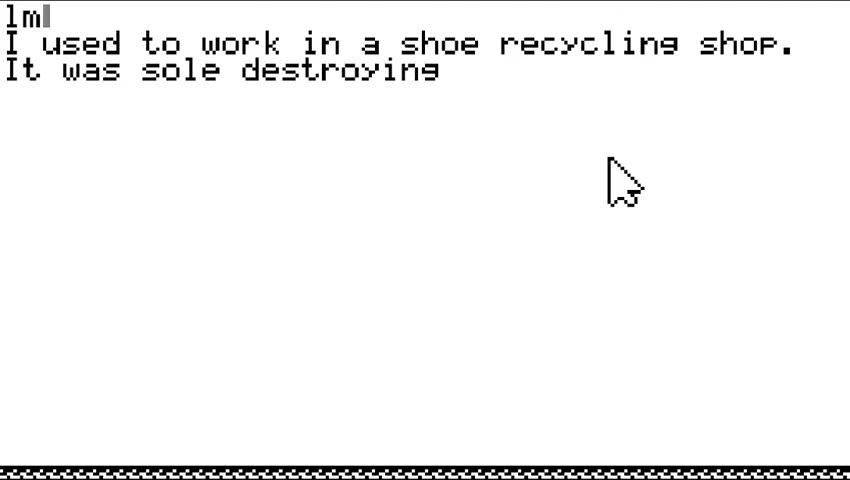 lm
I used to work in a shoe recycling shop.
It was sole destroying